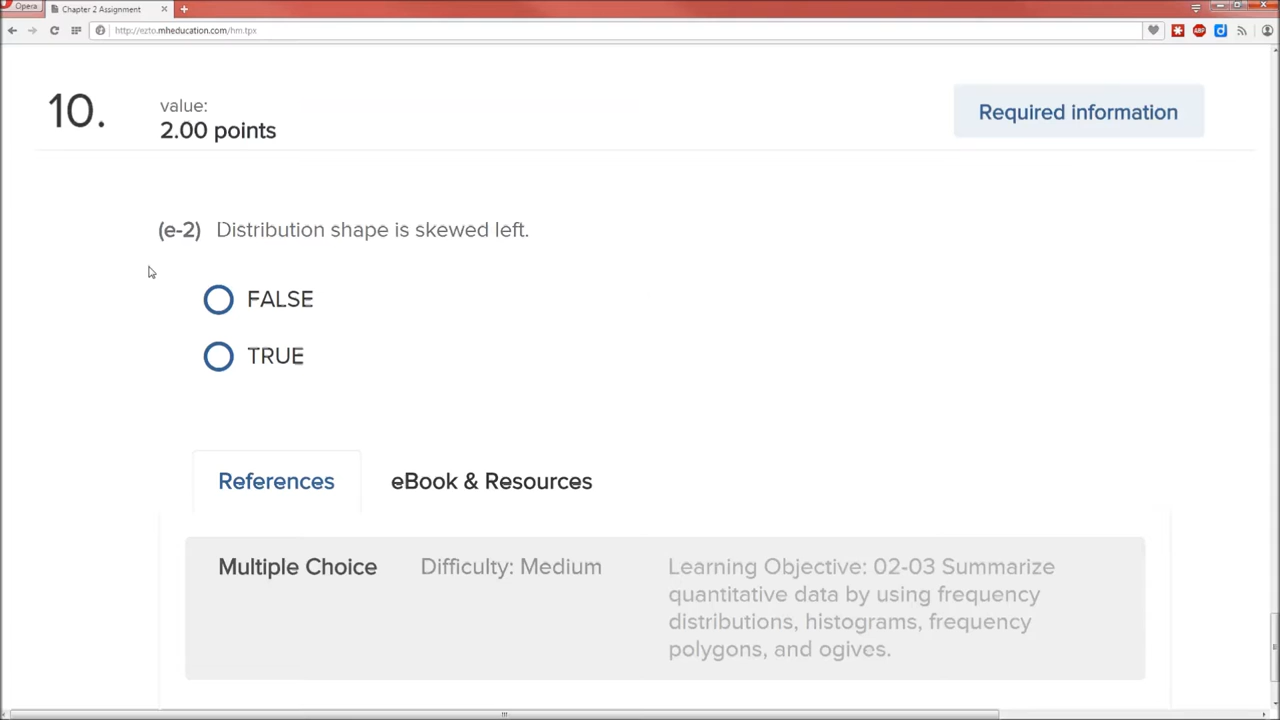 Opera
Chapter 2 Assignment
http://ezto.mheducation.com/hm.tpx
ABP
d
10.
value:
2.00 points
Required information
(e-2) Distribution shape is skewed left.
FALSE
TRUE
References
eBook & Resources
Multiple Choice
Difficulty: Medium
Learning Objective: 02-03 Summarize
quantitative data by using frequency
distributions, histograms, frequency
polygons, and ogives.